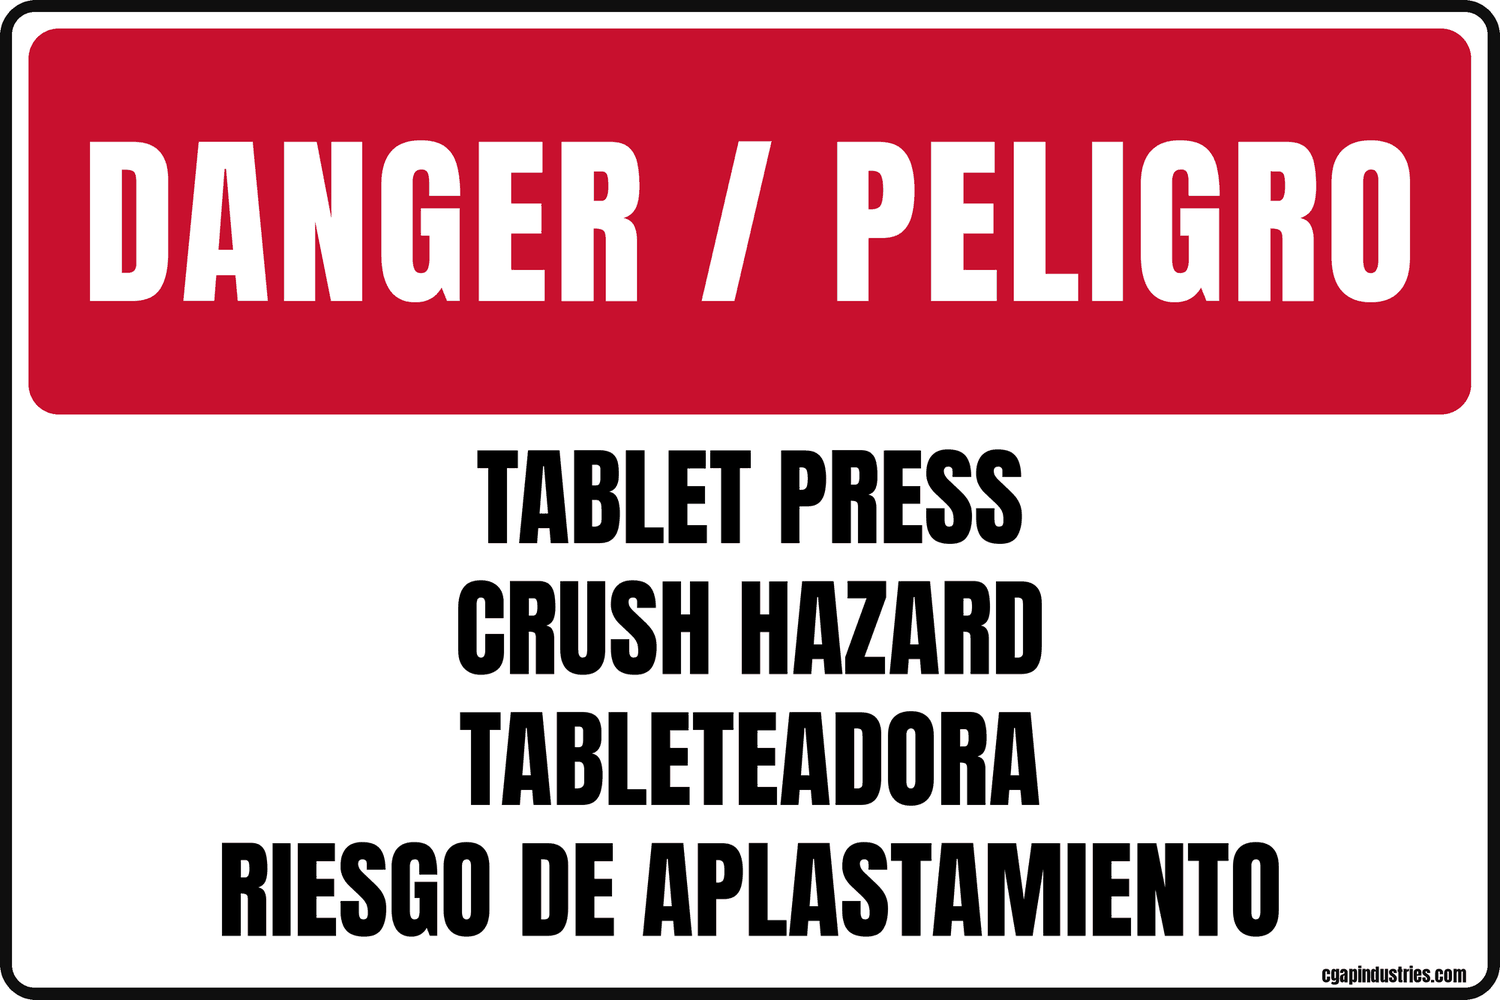 DANGER / PELIGRO
TABLET PRESS
CRUSH HAZARD
TABLETEADORA
RIESGO DE APLASTAMIENTO
cgapindustries.com